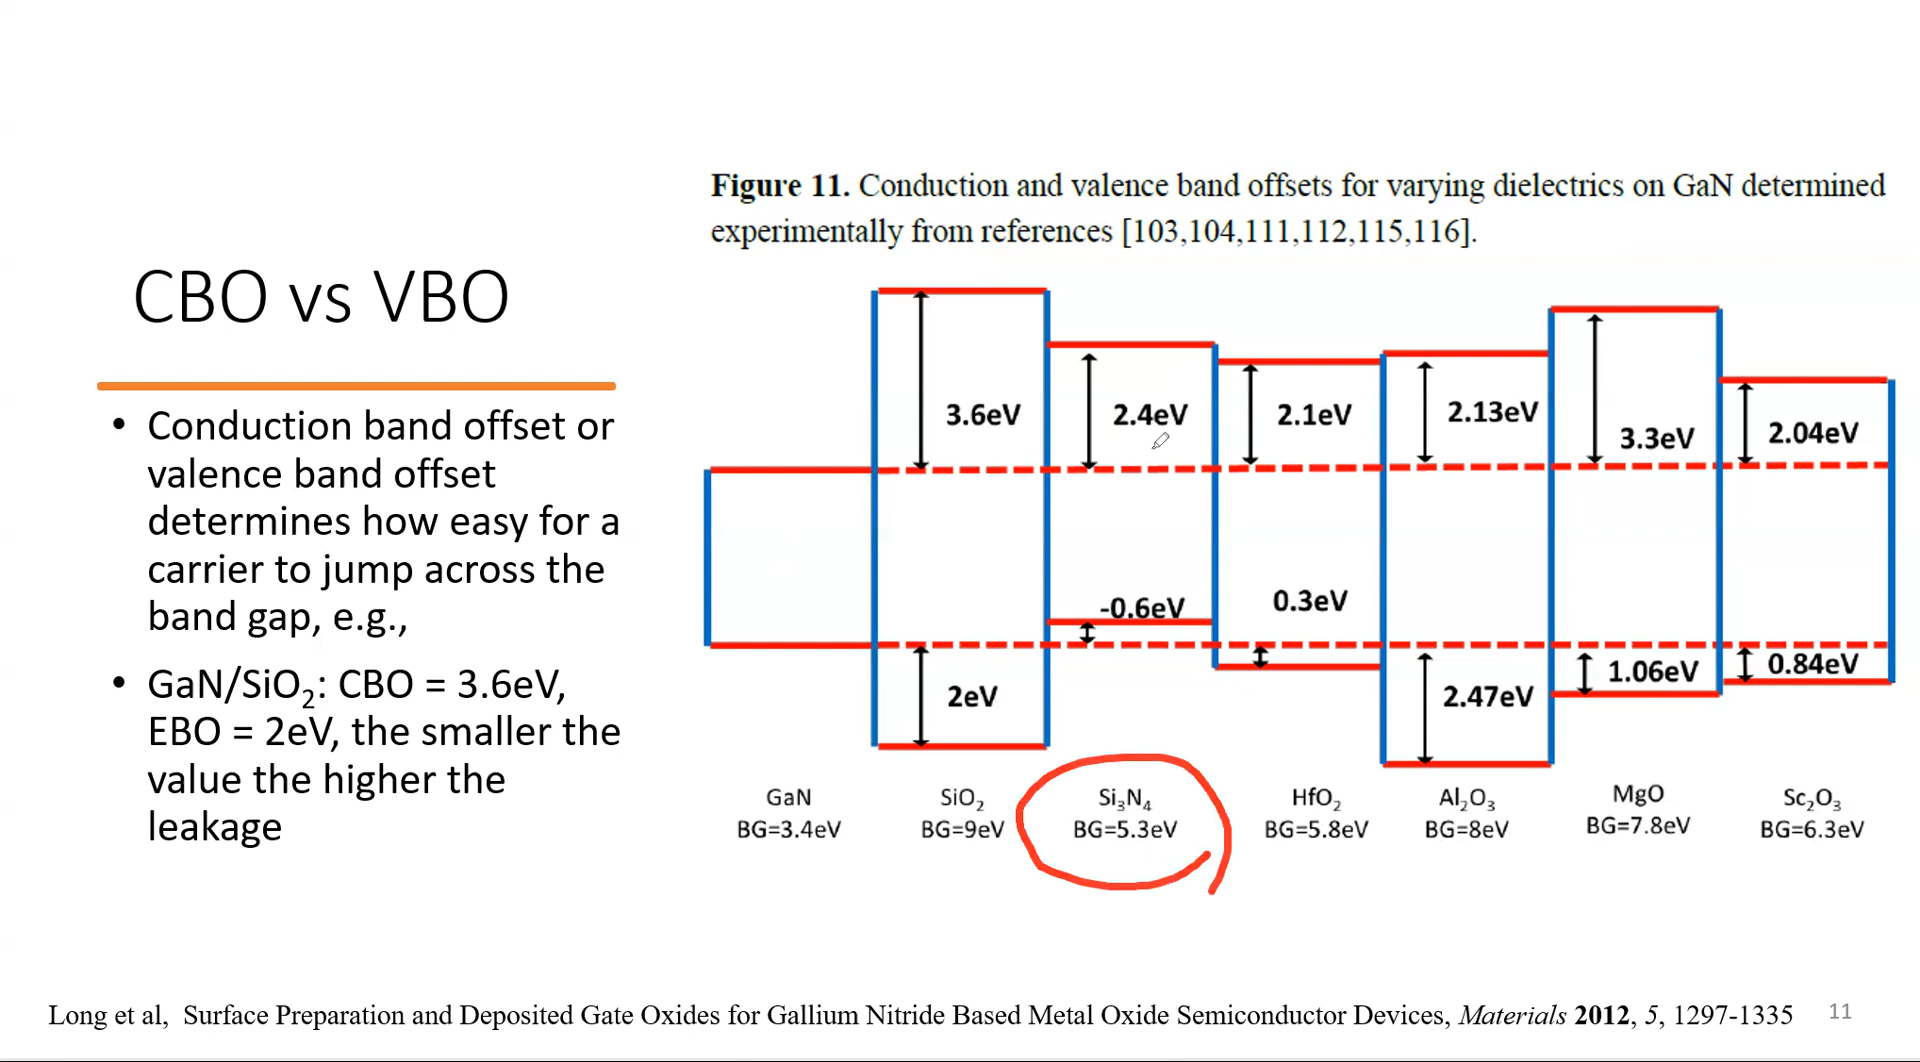 Figure 11. Conduction and valence band offsets for varying dielectrics on GaN determined
experimentally from references [103,104,111,112,115,116].
CBO vs VBO
• Conduction band offset or
valence band offset
determines how easy for a
carrier to jump across the
band gap, e.g.,
• GaN/SiO₂: CBO = 3.6eV,
EBO = 2eV, the smaller the
value the higher the
leakage
3.6eV
2.4eV
2.1eV
2.13eV
3.3eV
2.04eV
-0.6eV
0.3eV
2eV
2.47eV
1.06eV
0.84eV
GaN
BG=3.4eV
SiO₂
BG=9eV
Si₃N₄
BG=5.3eV
HfO₂
BG=5.8eV
Al₂O₃
BG=8eV
MgO
BG=7.8eV
Sc₂O₃
BG=6.3eV
Long et al, Surface Preparation and Deposited Gate Oxides for Gallium Nitride Based Metal Oxide Semiconductor Devices, Materials 2012, 5, 1297-1335
11